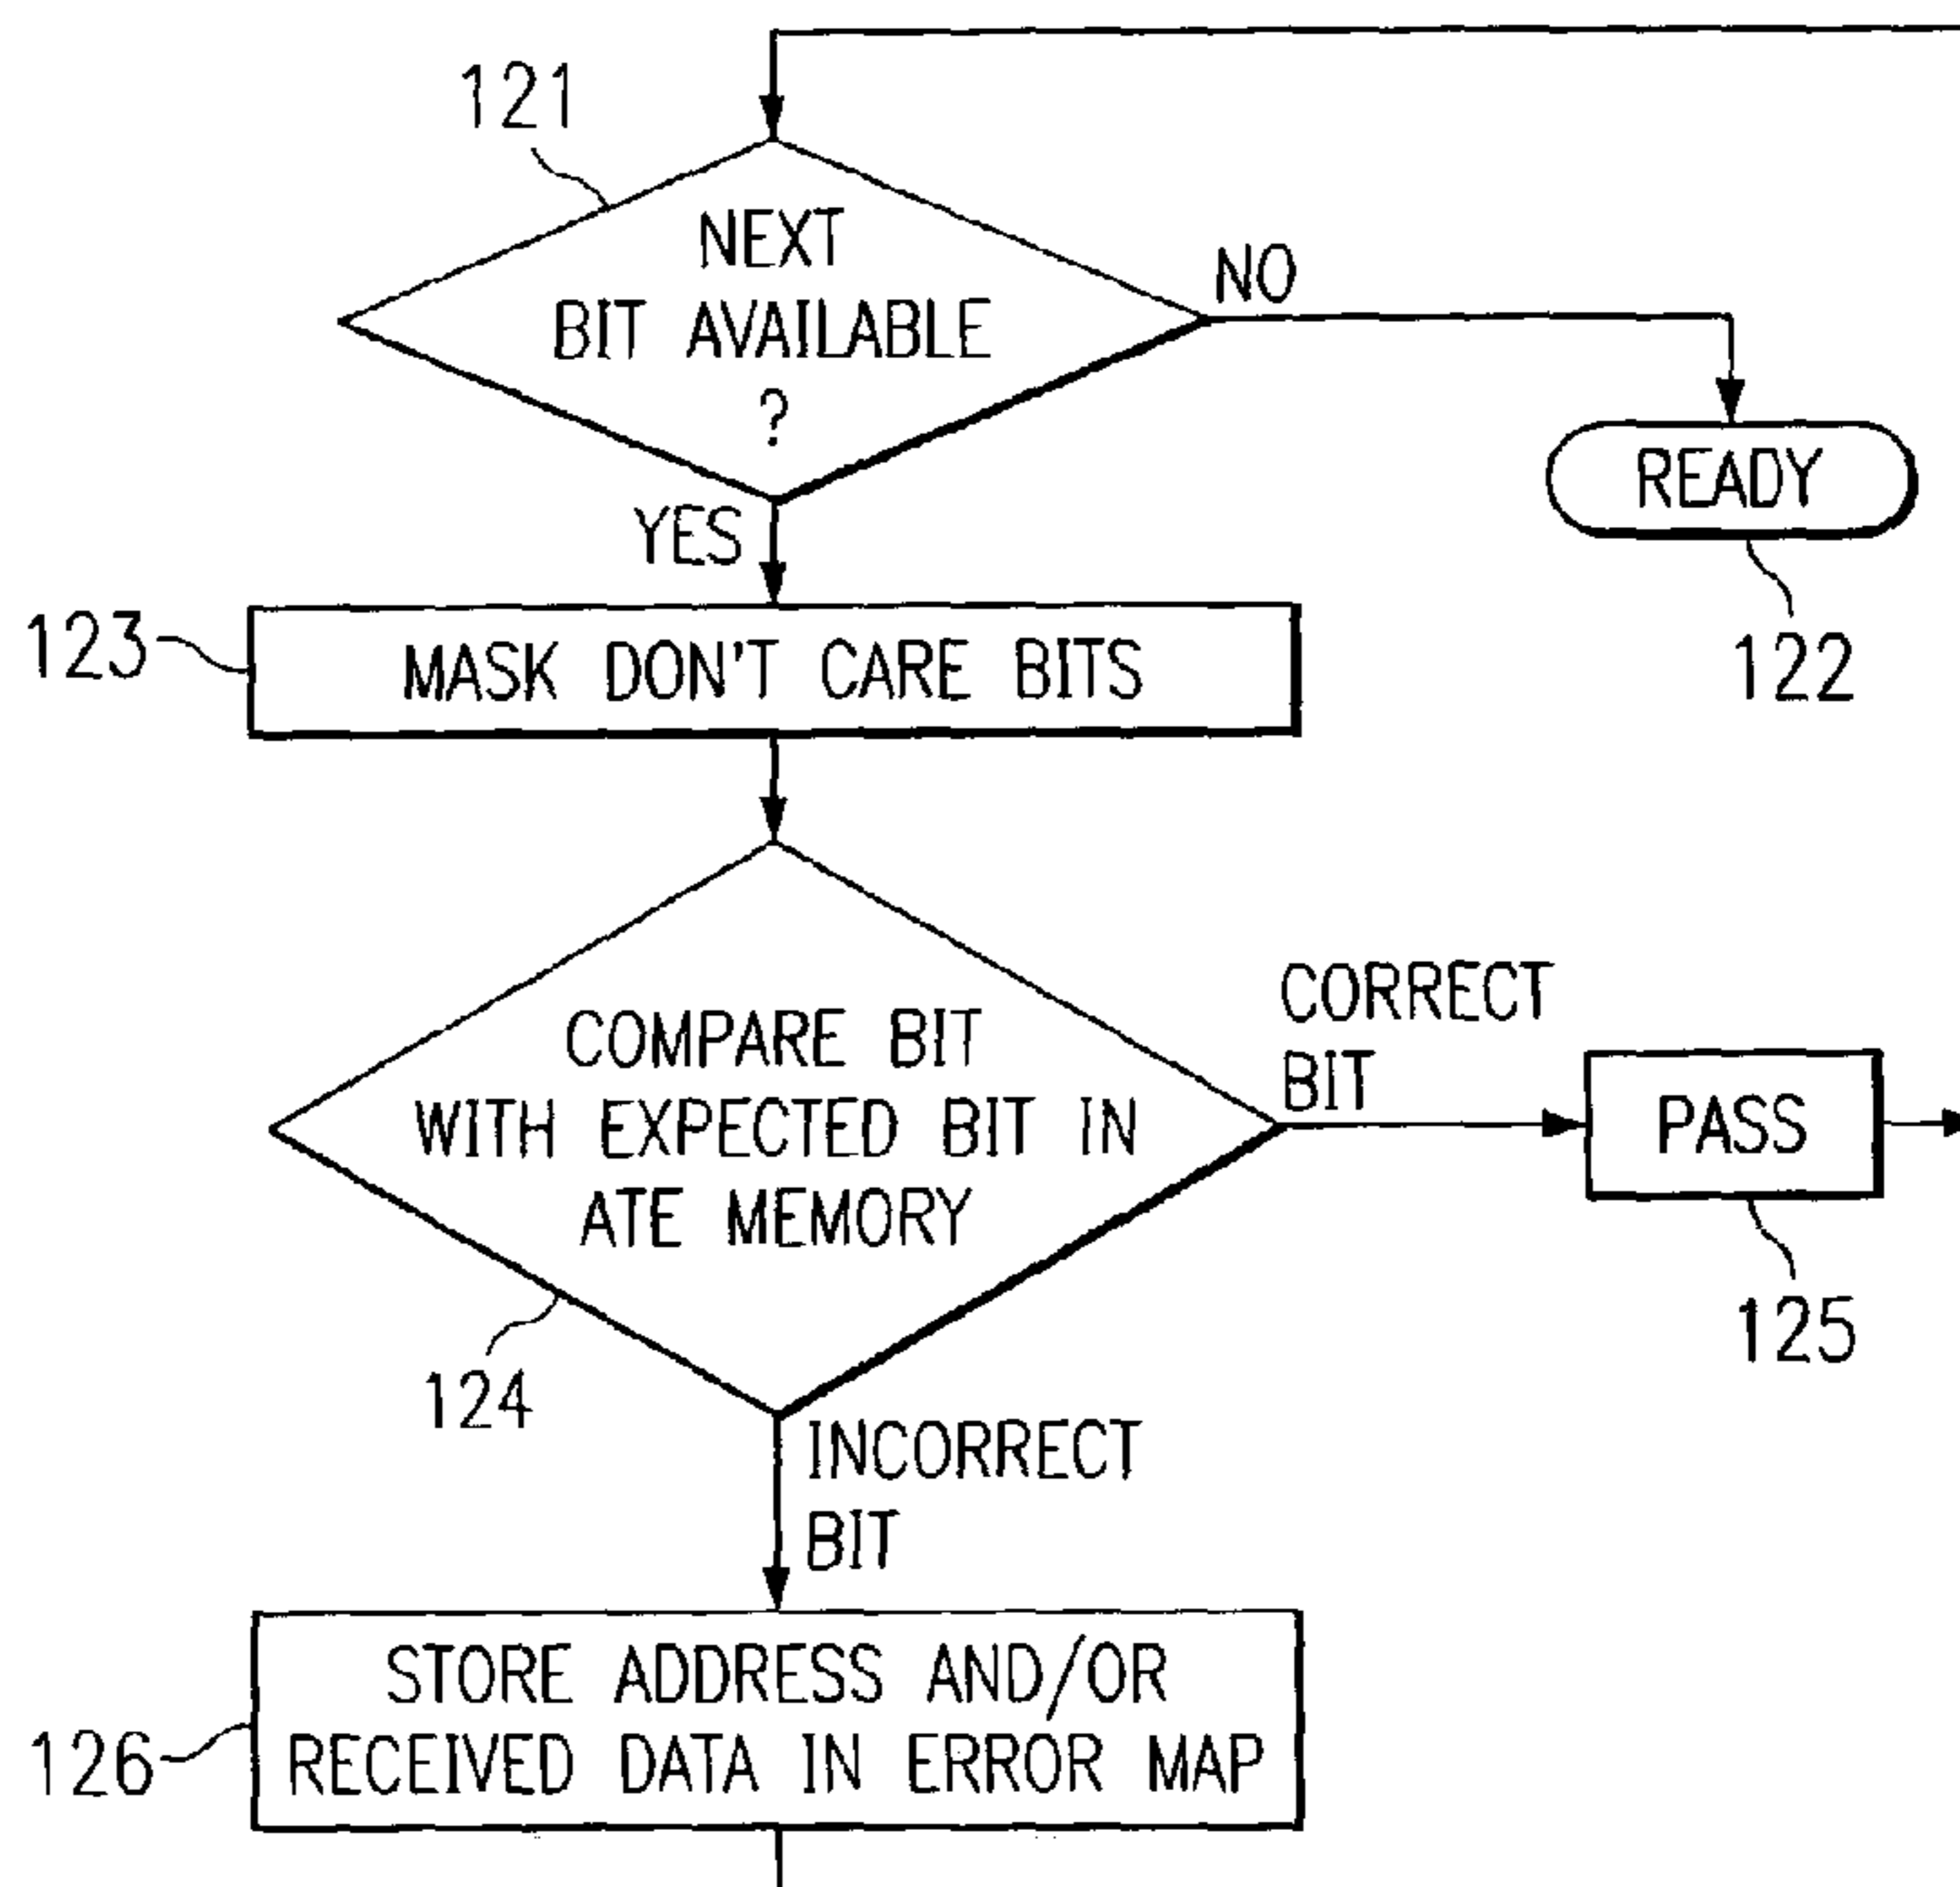 121
NEXT
BIT AVAILABLE
?
NO
READY
122
YES
123
MASK DON'T CARE BITS
COMPARE BIT
WITH EXPECTED BIT IN
ATE MEMORY
124
CORRECT
BIT
PASS
125
INCORRECT
BIT
STORE ADDRESS AND/OR
RECEIVED DATA IN ERROR MAP
126